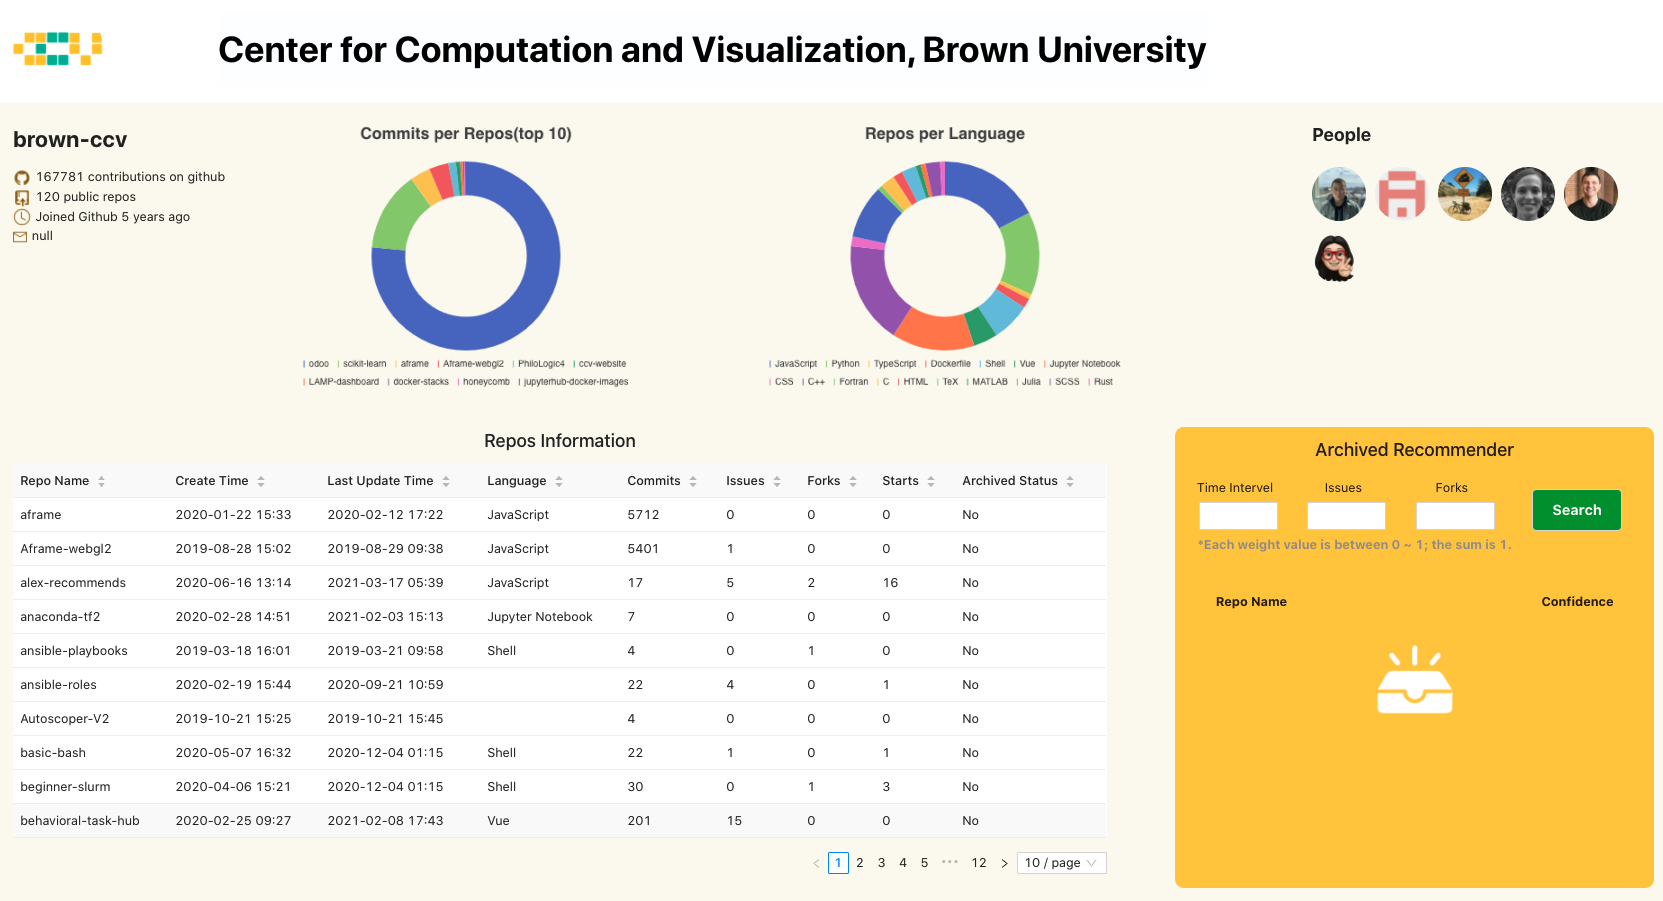 Center for Computation and Visualization, Brown University
brown-ccv
167781 contributions on github
120 public repos
Joined Github 5 years ago
null
Commits per Repos(top 10)
odoo scikit-learn aframe Aframe-webgl2 PhiloLogic4 ccv-website
LAMP-dashboard docker-stacks honeycomb jupyterhub-docker-images
Repos per Language
JavaScript Python TypeScript Dockerfile Shell Vue Jupyter Notebook
CSS C++ Fortran C HTML TeX MATLAB Julia SCSS Rust
People
Repos Information
Repo Name Create Time Last Update Time Language Commits Issues Forks Starts Archived Status
aframe 2020-01-22 15:33 2020-02-12 17:22 JavaScript 5712 0 0 0 No
Aframe-webgl2 2019-08-28 15:02 2019-08-29 09:38 JavaScript 5401 1 0 0 No
alex-recommends 2020-06-16 13:14 2021-03-17 05:39 JavaScript 17 5 2 16 No
anaconda-tf2 2020-02-28 14:51 2021-02-03 15:13 Jupyter Notebook 7 0 0 0 No
ansible-playbooks 2019-03-18 16:01 2019-03-21 09:58 Shell 4 0 1 0 No
ansible-roles 2020-02-19 15:44 2020-09-21 10:59 22 4 0 1 No
Autoscoper-V2 2019-10-21 15:25 2019-10-21 15:45 4 0 0 0 No
basic-bash 2020-05-07 16:32 2020-12-04 01:15 Shell 22 1 0 1 No
beginner-slurm 2020-04-06 15:21 2020-12-04 01:15 Shell 30 0 1 3 No
behavioral-task-hub 2020-02-25 09:27 2021-02-08 17:43 Vue 201 15 0 0 No
< 1 2 3 4 5 ••• 12 > 10 / page
Archived Recommender
Time Intervel Issues Forks
Search
*Each weight value is between 0 ~ 1; the sum is 1.
Repo Name Confidence